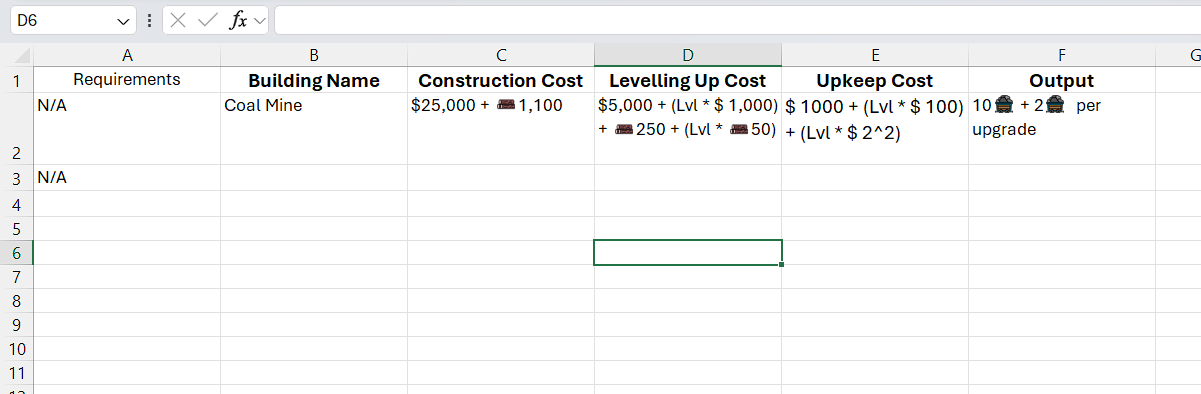 D6 fx
A B C D E F G
1 Requirements Building Name Construction Cost Levelling Up Cost Upkeep Cost Output
N/A Coal Mine $25,000 + 1,100 $5,000 + (Lvl * $ 1,000) $ 1000 + (Lvl * $ 100) 10 + 2 per
+ 250 + (Lvl * 50) + (Lvl * $ 2^2) upgrade
2
3 N/A
4
5
6
7
8
9
10
11
12